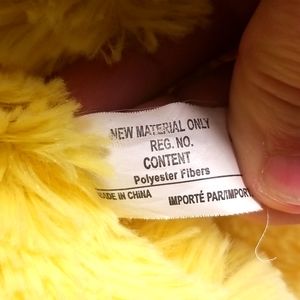 NEW MATERIAL ONLY
REG. NO.
CONTENT
Polyester Fibers
MADE IN CHINA
IMPORTÉ PAR/IMPORT